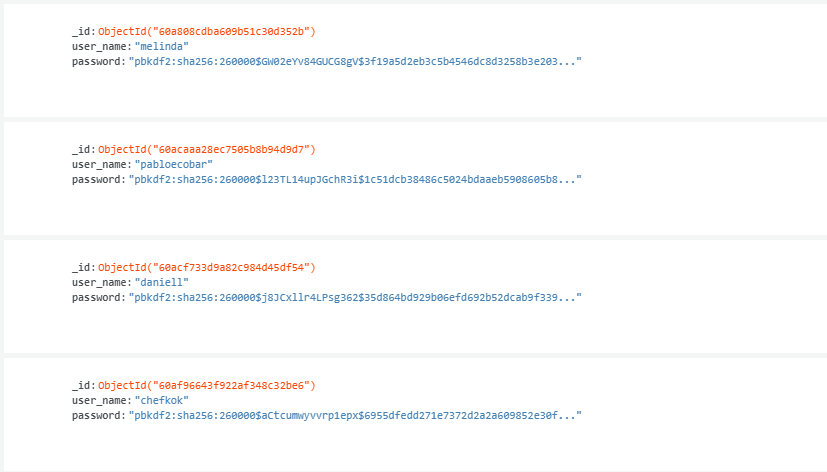 _id: ObjectId("60a808cdba609b51c30d352b")
user_name: "melinda"
password: "pbkdf2:sha256:260000$GW02eYv84GUCG8gV$3f19a5d2eb3c5b4546dc8d3258b3e203..."
_id: ObjectId("60acaaa28ec7505b8b94d9d7")
user_name: "pabloecobar"
password: "pbkdf2:sha256:260000$l23TL14upJGchR3i$1c51dcb38486c5024bdaaeb5908605b8..."
_id: ObjectId("60acf733d9a82c984d45df54")
user_name: "daniell"
password: "pbkdf2:sha256:260000$j8JCxllr4LPsg362$35d864bd929b06efd692b52dcab9f339..."
_id: ObjectId("60af96643f922af348c32be6")
user_name: "chefkok"
password: "pbkdf2:sha256:260000$aCtcumwyvvrp1epx$6955dfedd271e7372d2a2a609852e30f..."